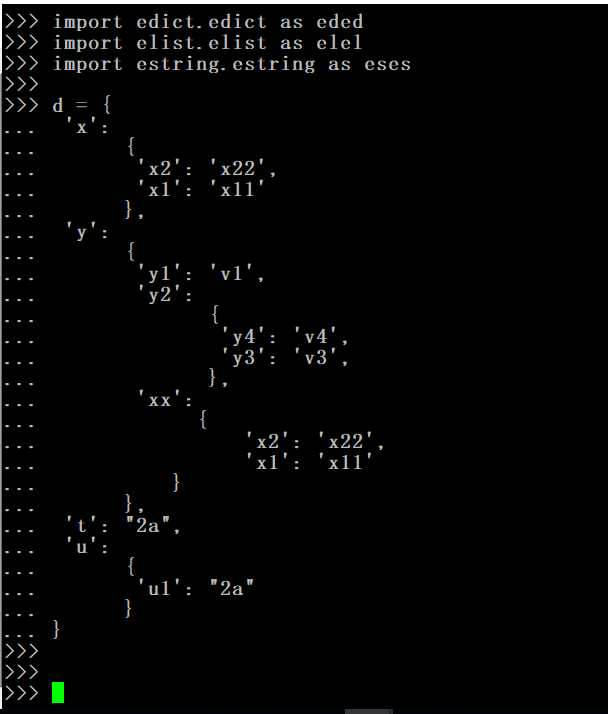 >>> import edict.edict as eded
>>> import elist.elist as elel
>>> import estring.estring as eses
>>>
>>> d = {
...  'x':
...       {
...        'x2': 'x22',
...        'x1': 'x11'
...       },
...  'y':
...       {
...        'y1': 'v1',
...        'y2':
...              {
...               'y4': 'v4',
...               'y3': 'v3',
...              },
...        'xx':
...             {
...                 'x2': 'x22',
...                 'x1': 'x11'
...           }
...       },
...  't': "2a",
...  'u':
...       {
...        'u1': "2a"
...       }
... }
>>>
>>>
>>>